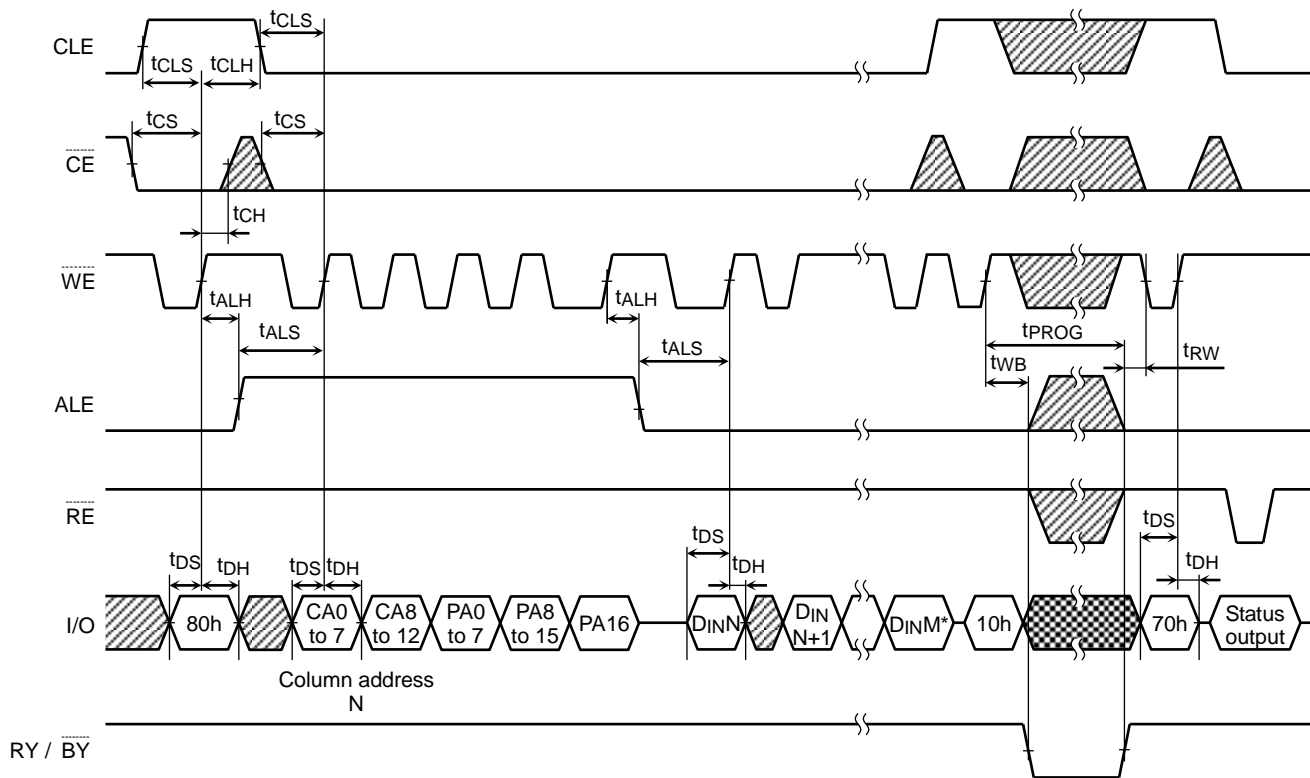 tCLS
CLE
tCLS tCLH
tCS tCS
CE
tCH
WE
tALH tALH
tALS tPROG
tALS tRW
tWB
ALE
RE
tDS tDS
tDS tDH tDS tDH tDH tDH
I/O 80h CA0 to 7 CA8 to 12 PA0 to 7 PA8 to 15 PA16 DINN DIN N+1 DINM* 10h 70h Status output
Column address
N
RY / BY